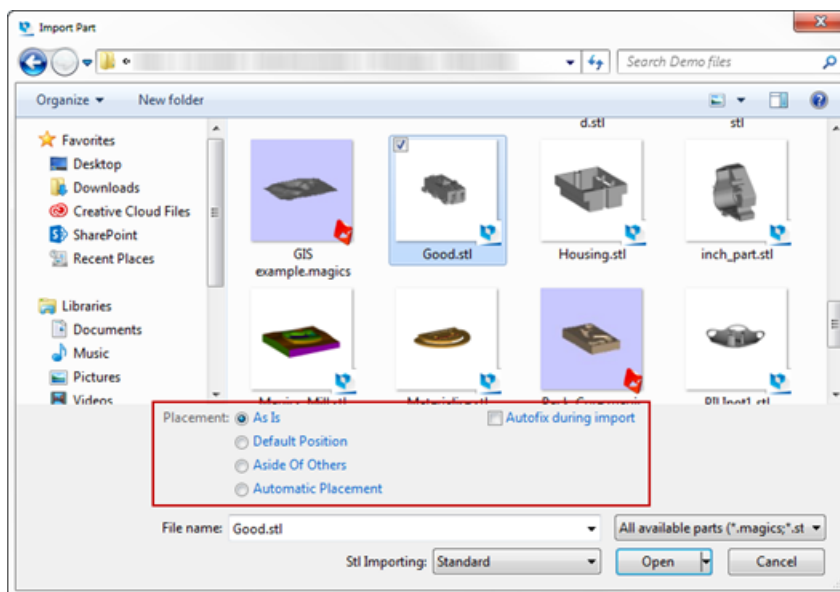 Import Part
Search Demo files
Organize
New folder
Favorites
Desktop
Downloads
Creative Cloud Files
SharePoint
Recent Places
Libraries
Documents
Music
Pictures
Videos
d.stl
stl
GIS
example.magics
Good.stl
Housing.stl
inch_part.stl
Placement:
As Is
Autofix during import
Default Position
Aside Of Others
Automatic Placement
File name:
Good.stl
All available parts (*.magics;*.st
Stl Importing:
Standard
Open
Cancel